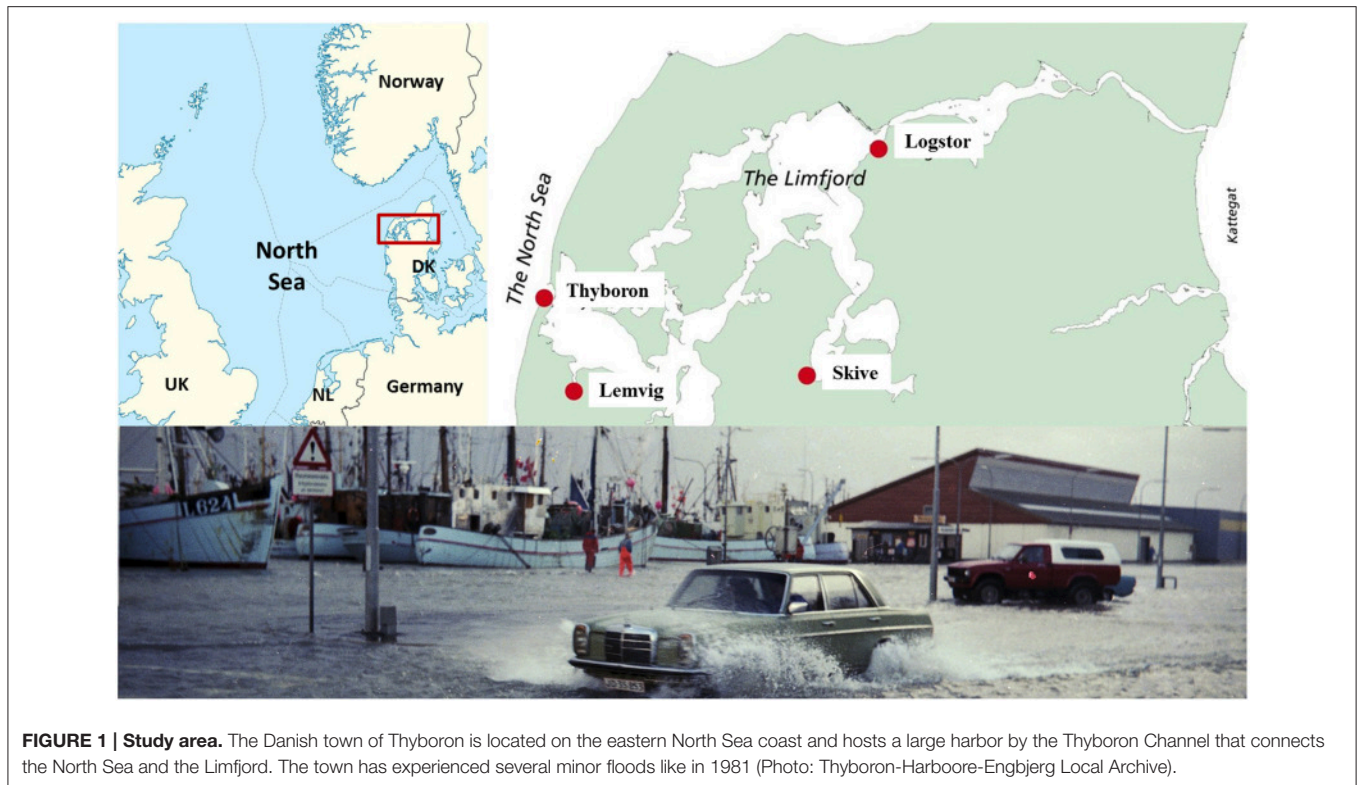 Norway
North
Sea
DK
UK
NL
Germany
The North Sea
The Limfjord
Logstor
Kattegat
Thyboron
Lemvig
Skive
L624
FIGURE 1 | Study area. The Danish town of Thyboron is located on the eastern North Sea coast and hosts a large harbor by the Thyboron Channel that connects
the North Sea and the Limfjord. The town has experienced several minor floods like in 1981 (Photo: Thyboron-Harboore-Engbjerg Local Archive).